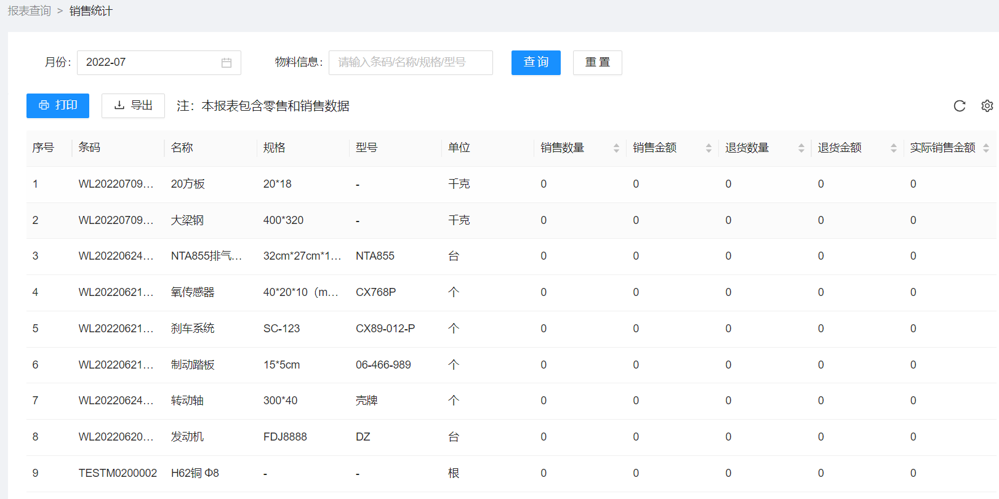 报表查询 > 销售统计
月份： 2022-07 物料信息： 请输入条码/名称/规格/型号 查 询 重 置
打印 导出 注：本报表包含零售和销售数据
序号 条码 名称 规格 型号 单位 销售数量 销售金额 退货数量 退货金额 实际销售金额
1 WL20220709... 20方板 20*18 - 千克 0 0 0 0 0
2 WL20220709... 大梁钢 400*320 - 千克 0 0 0 0 0
3 WL20220624... NTA855排气... 32cm*27cm*1... NTA855 台 0 0 0 0 0
4 WL20220621... 氧传感器 40*20*10（m... CX768P 个 0 0 0 0 0
5 WL20220621... 刹车系统 SC-123 CX89-012-P 个 0 0 0 0 0
6 WL20220621... 制动踏板 15*5cm 06-466-989 个 0 0 0 0 0
7 WL20220624... 转动轴 300*40 壳牌 个 0 0 0 0 0
8 WL20220620... 发动机 FDJ8888 DZ 台 0 0 0 0 0
9 TESTM0200002 H62铜 Φ8 - - 根 0 0 0 0 0